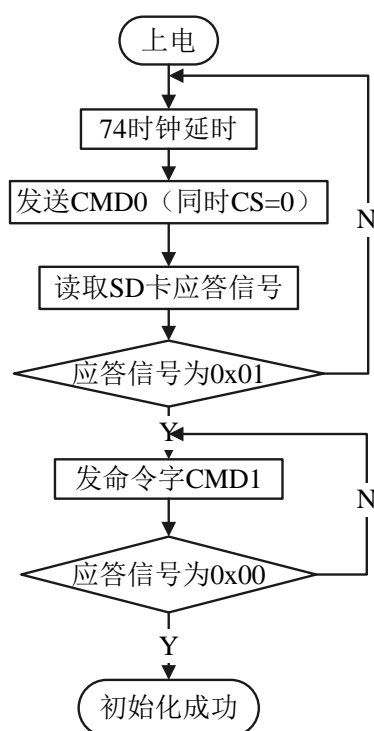 上电
74时钟延时
发送CMD0（同时CS=0）
N
读取SD卡应答信号
应答信号为0x01
Y
发命令字CMD1
N
应答信号为0x00
Y
初始化成功